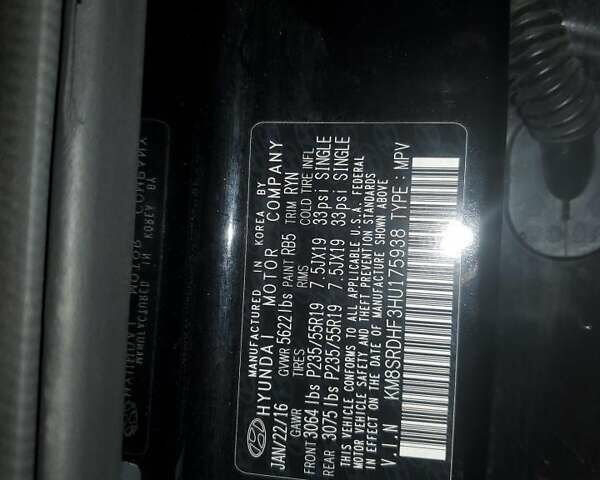 MANUFACTURED IN KOREA BY
HYUNDAI MOTOR COMPANY
JAN/22/16 GVWR 5622 lbs PAINT RB5 TRIM RYN
GAWR TIRES RIMS COLD TIRE INFL
FRONT 3064 lbs P235/55R19 7.5JX19 33psi SINGLE
REAR 3075 lbs P235/55R19 7.5JX19 33psi SINGLE
THIS VEHICLE CONFORMS TO ALL APPLICABLE U.S.A. FEDERAL
MOTOR VEHICLE SAFETY AND THEFT PREVENTION STANDARDS
IN EFFECT ON THE DATE OF MANUFACTURE SHOWN ABOVE
V.I.N KM8SRDHF3HU175938 TYPE : MPV